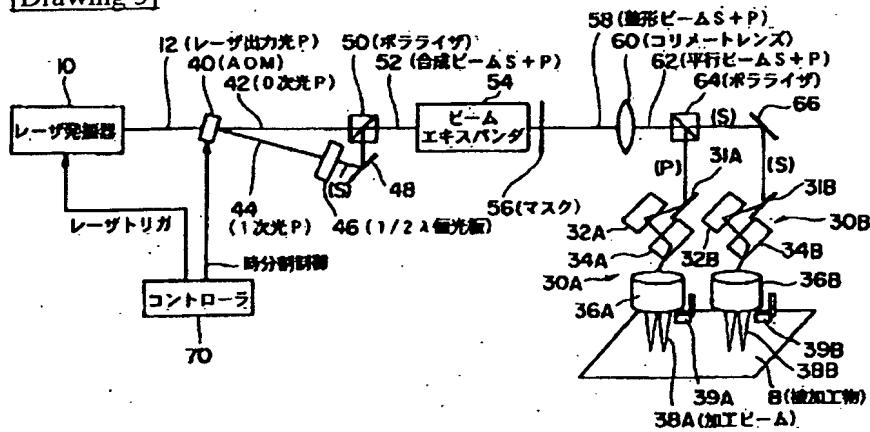 [Drawing 5]
58(整形ビームS+P)
60(コリメートレンズ)
12(レーザ出力光P)
50(ポラライザ)
62(平行ビームS+P)
40(AOM)
52(合成ビームS+P)
64(ポラライザ)
10
42(0次光P)
54
66
レーザ発振器
ビーム
エキスパンダ
(S)
(P)
(S)
31A
31B
(S)
48
44
46(1/2λ偏光板)
56(マスク)
(1次光P)
32A
32B
30B
レーザトリガ
34A
34B
時分割制御
30A
36A
36B
コントローラ
70
39B
38B
39A
8(被加工物)
38A(加工ビーム)